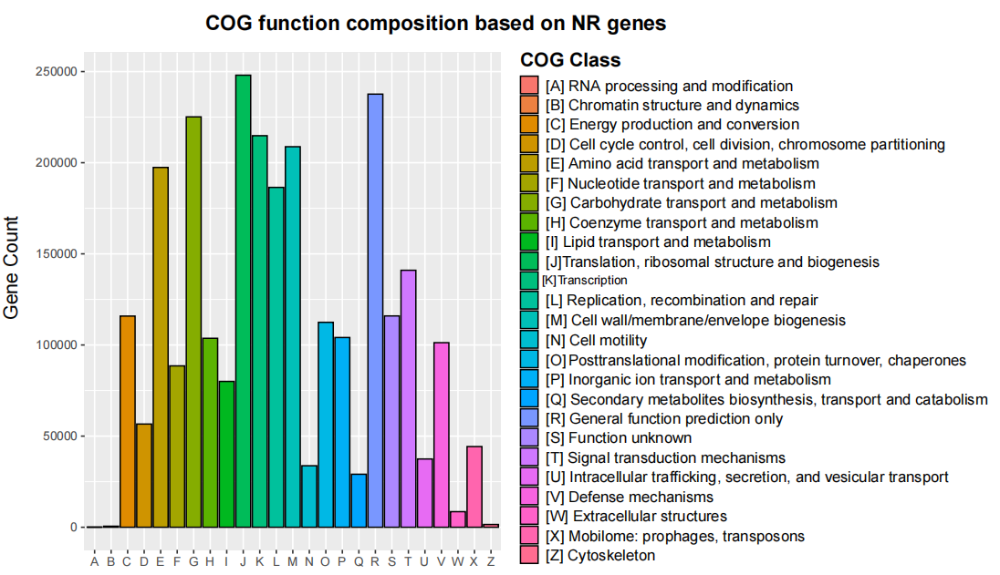 COG function composition based on NR genes
Gene Count
250000
200000
150000
100000
50000
0
A B C D E F G H I J K L M N O P Q R S T U V W X Z
COG Class
[A] RNA processing and modification
[B] Chromatin structure and dynamics
[C] Energy production and conversion
[D] Cell cycle control, cell division, chromosome partitioning
[E] Amino acid transport and metabolism
[F] Nucleotide transport and metabolism
[G] Carbohydrate transport and metabolism
[H] Coenzyme transport and metabolism
[I] Lipid transport and metabolism
[J]Translation, ribosomal structure and biogenesis
[K]Transcription
[L] Replication, recombination and repair
[M] Cell wall/membrane/envelope biogenesis
[N] Cell motility
[O]Posttranslational modification, protein turnover, chaperones
[P] Inorganic ion transport and metabolism
[Q] Secondary metabolites biosynthesis, transport and catabolism
[R] General function prediction only
[S] Function unknown
[T] Signal transduction mechanisms
[U] Intracellular trafficking, secretion, and vesicular transport
[V] Defense mechanisms
[W] Extracellular structures
[X] Mobilome: prophages, transposons
[Z] Cytoskeleton